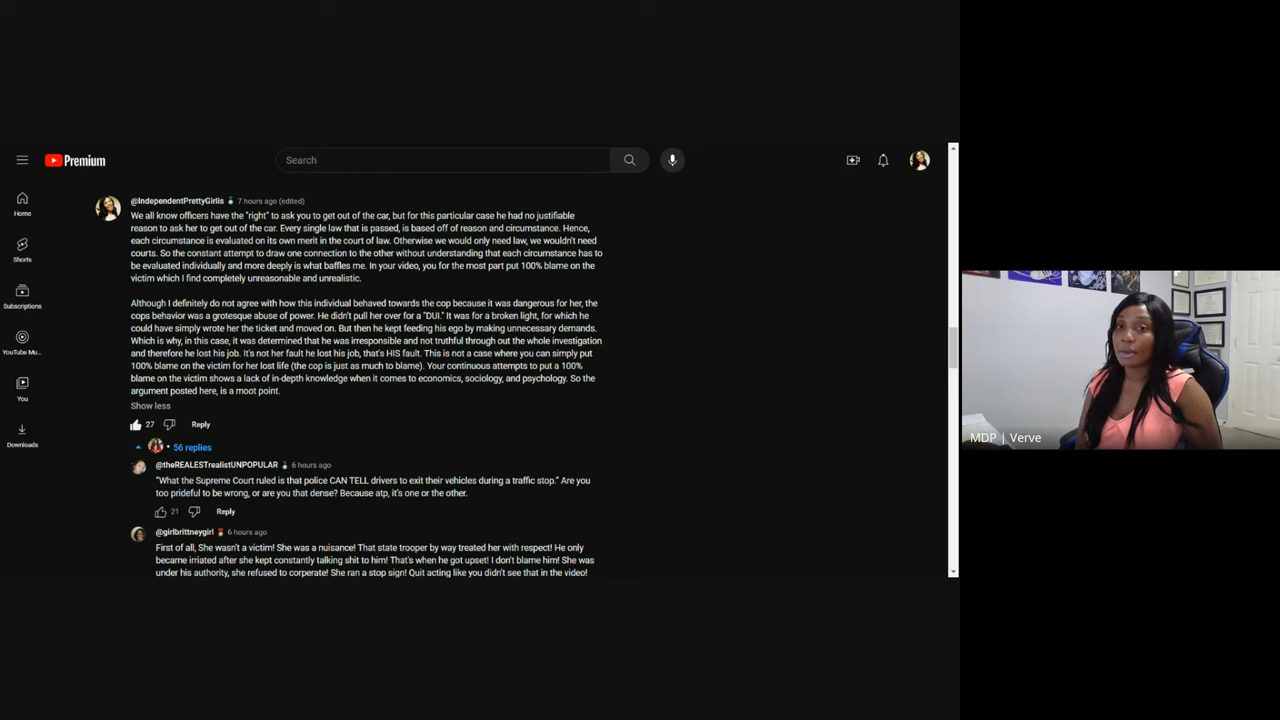 Premium
Search
Home
Shorts
Subscriptions
YouTube Mu...
You
Downloads
@IndependentPrettyGirlis 7 hours ago (edited)
We all know officers have the "right" to ask you to get out of the car, but for this particular case he had no justifiable
reason to ask her to get out of the car. Every single law that is passed, is based off of reason and circumstance. Hence,
each circumstance is evaluated on its own merit in the court of law. Otherwise we would only need law, we wouldn't need
courts. So the constant attempt to draw one connection to the other without understanding that each circumstance has to
be evaluated individually and more deeply is what baffles me. In your video, you for the most part put 100% blame on the
victim which I find completely unreasonable and unrealistic.
Although I definitely do not agree with how this individual behaved towards the cop because it was dangerous for her, the
cops behavior was a grotesque abuse of power. He didn't pull her over for a "DUI." It was for a broken light, for which he
could have simply wrote her the ticket and moved on. But then he kept feeding his ego by making unnecessary demands.
Which is why, in this case, it was determined that he was irresponsible and not truthful through out the whole investigation
and therefore he lost his job. It's not her fault he lost his job, that's HIS fault. This is not a case where you can simply put
100% blame on the victim for her lost life (the cop is just as much to blame). Your continuous attempts to put a 100%
blame on the victim shows a lack of in-depth knowledge when it comes to economics, sociology, and psychology. So the
argument posted here, is a moot point.
Show less
27 Reply
56 replies
@theREALESTrealistUNPOPULAR 6 hours ago
"What the Supreme Court ruled is that police CAN TELL drivers to exit their vehicles during a traffic stop." Are you
too prideful to be wrong, or are you that dense? Because atp, it's one or the other.
21 Reply
@girlbrittneygirl 6 hours ago
First of all, She wasn't a victim! She was a nuisance! That state trooper by way treated her with respect! He only
became irriated after she kept constantly talking shit to him! That's when he got upset! I don't blame him! She was
under his authority, she refused to corperate! She ran a stop sign! Quit acting like you didn't see that in the video!
MDP | Verve